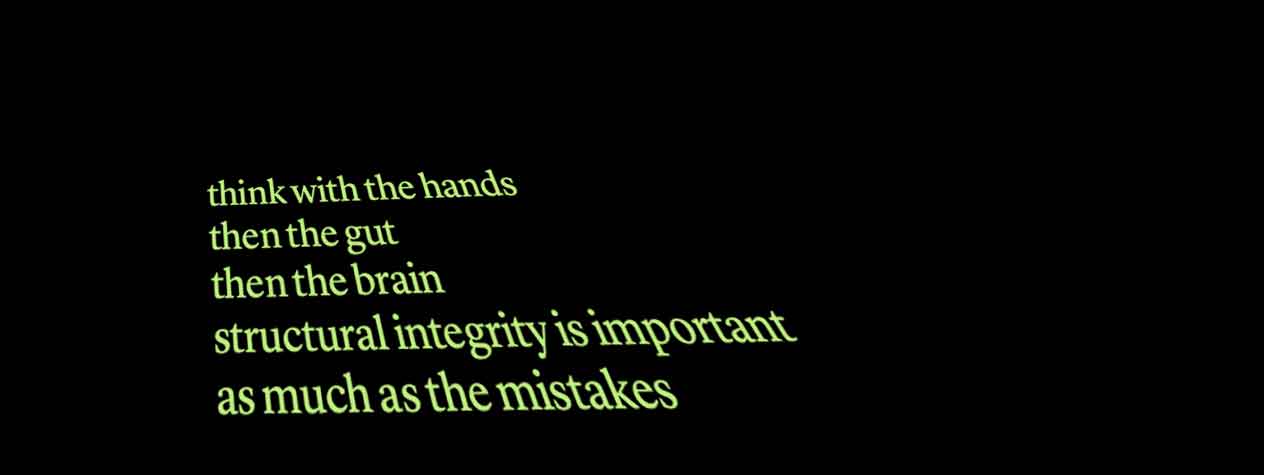 think with the hands
then the gut
then the brain
structural integrity is important
as much as the mistakes